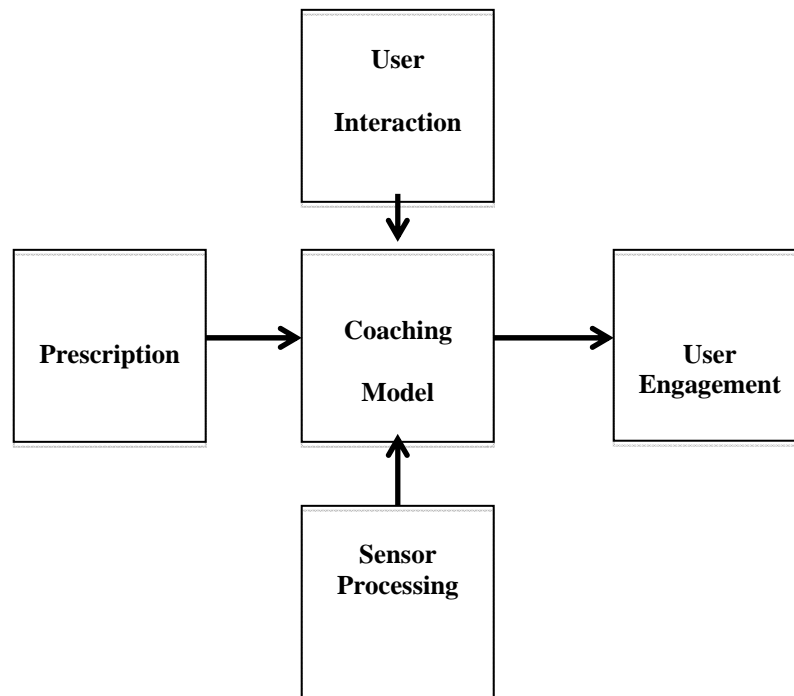 User
Interaction
Prescription
Coaching
Model
User
Engagement
Sensor
Processing